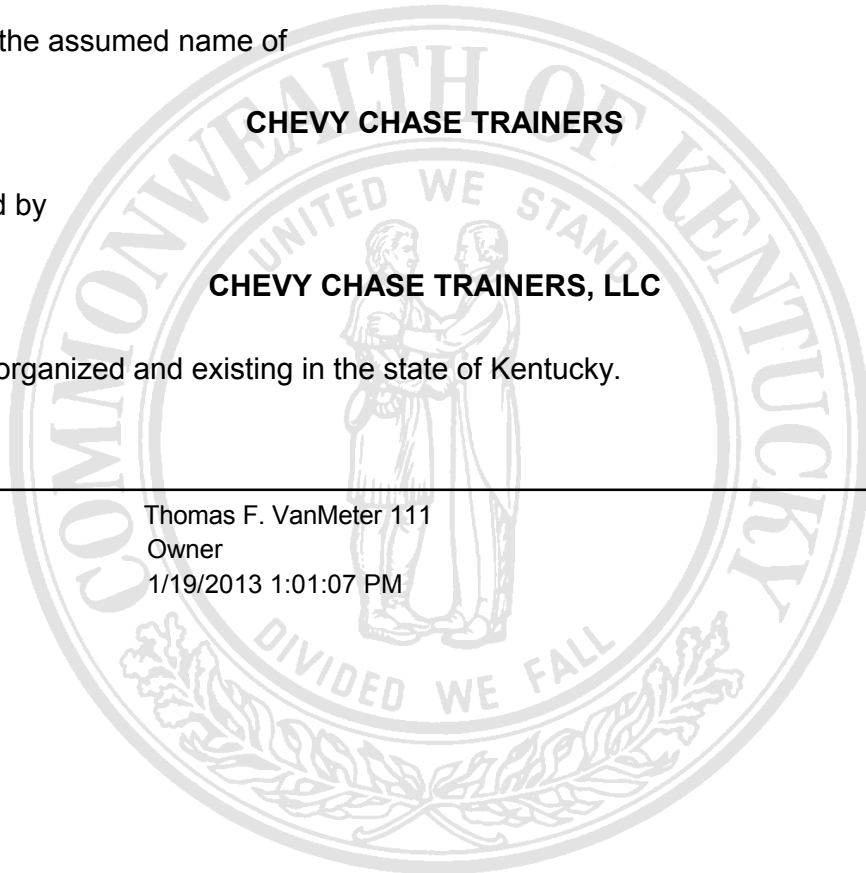 the assumed name of
CHEVY CHASE TRAINERS
d by
CHEVY CHASE TRAINERS, LLC
organized and existing in the state of Kentucky.
Thomas F. VanMeter 111
Owner
1/19/2013 1:01:07 PM
COMMONWEALTH OF KENTUCKY
UNITED WE STAND
DIVIDED WE FALL